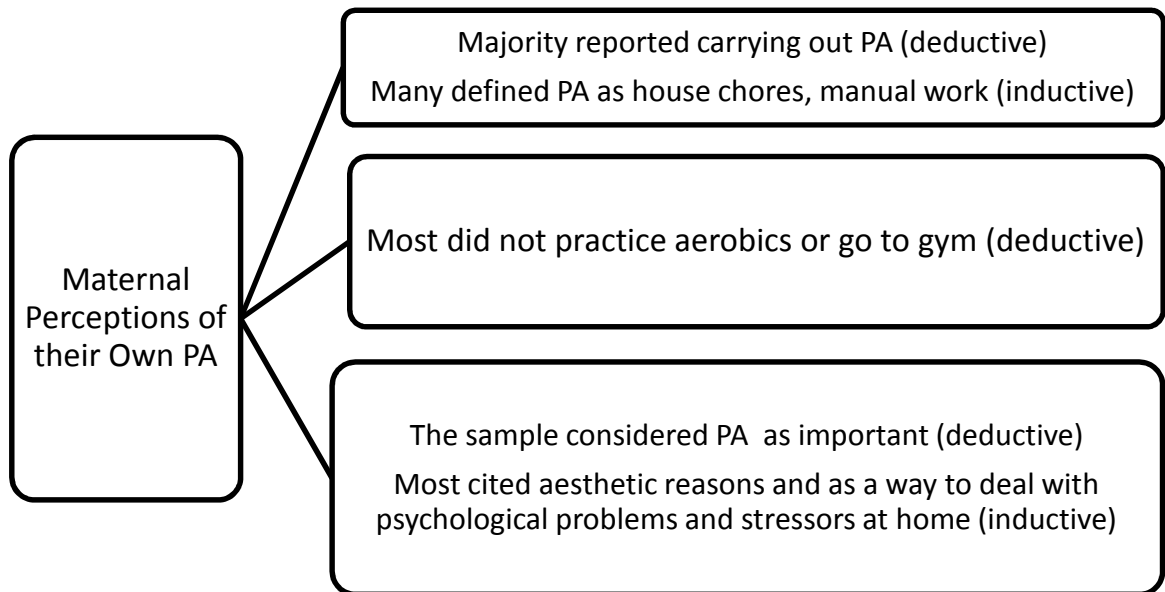 Maternal
Perceptions of
their Own PA
Majority reported carrying out PA (deductive)
Many defined PA as house chores, manual work (inductive)
Most did not practice aerobics or go to gym (deductive)
The sample considered PA as important (deductive)
Most cited aesthetic reasons and as a way to deal with
psychological problems and stressors at home (inductive)